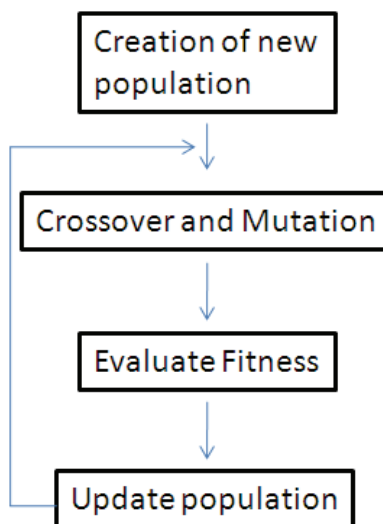 Creation of new
population
Crossover and Mutation
Evaluate Fitness
Update population